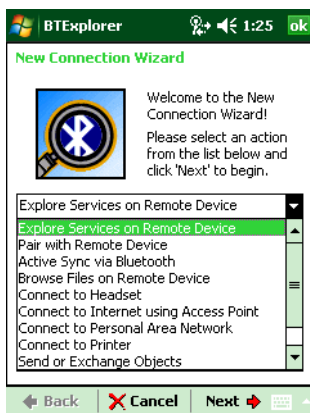 BTExplorer 1:25 ok
New Connection Wizard
Welcome to the New
Connection Wizard!
Please select an action
from the list below and
click 'Next' to begin.
Explore Services on Remote Device
Explore Services on Remote Device
Pair with Remote Device
Active Sync via Bluetooth
Browse Files on Remote Device
Connect to Headset
Connect to Internet using Access Point
Connect to Personal Area Network
Connect to Printer
Send or Exchange Objects
Back Cancel Next